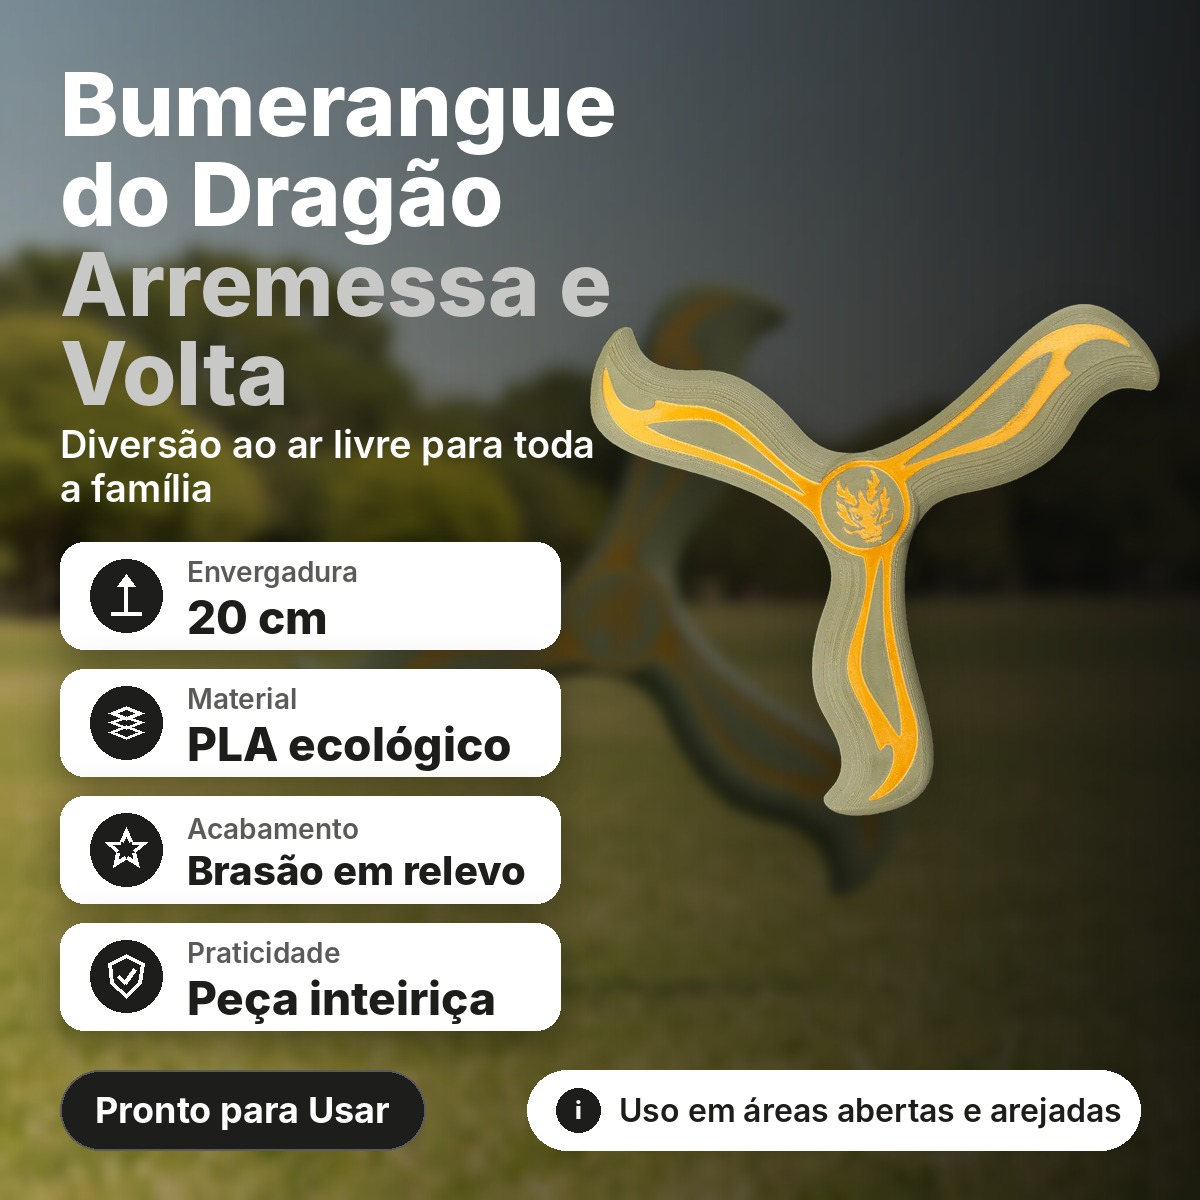 Bumerangue
do Dragão
Arremessa e
Volta
Diversão ao ar livre para toda
a família
Envergadura
20 cm
Material
PLA ecológico
Acabamento
Brasão em relevo
Praticidade
Peça inteiriça
Pronto para Usar
i Uso em áreas abertas e arejadas